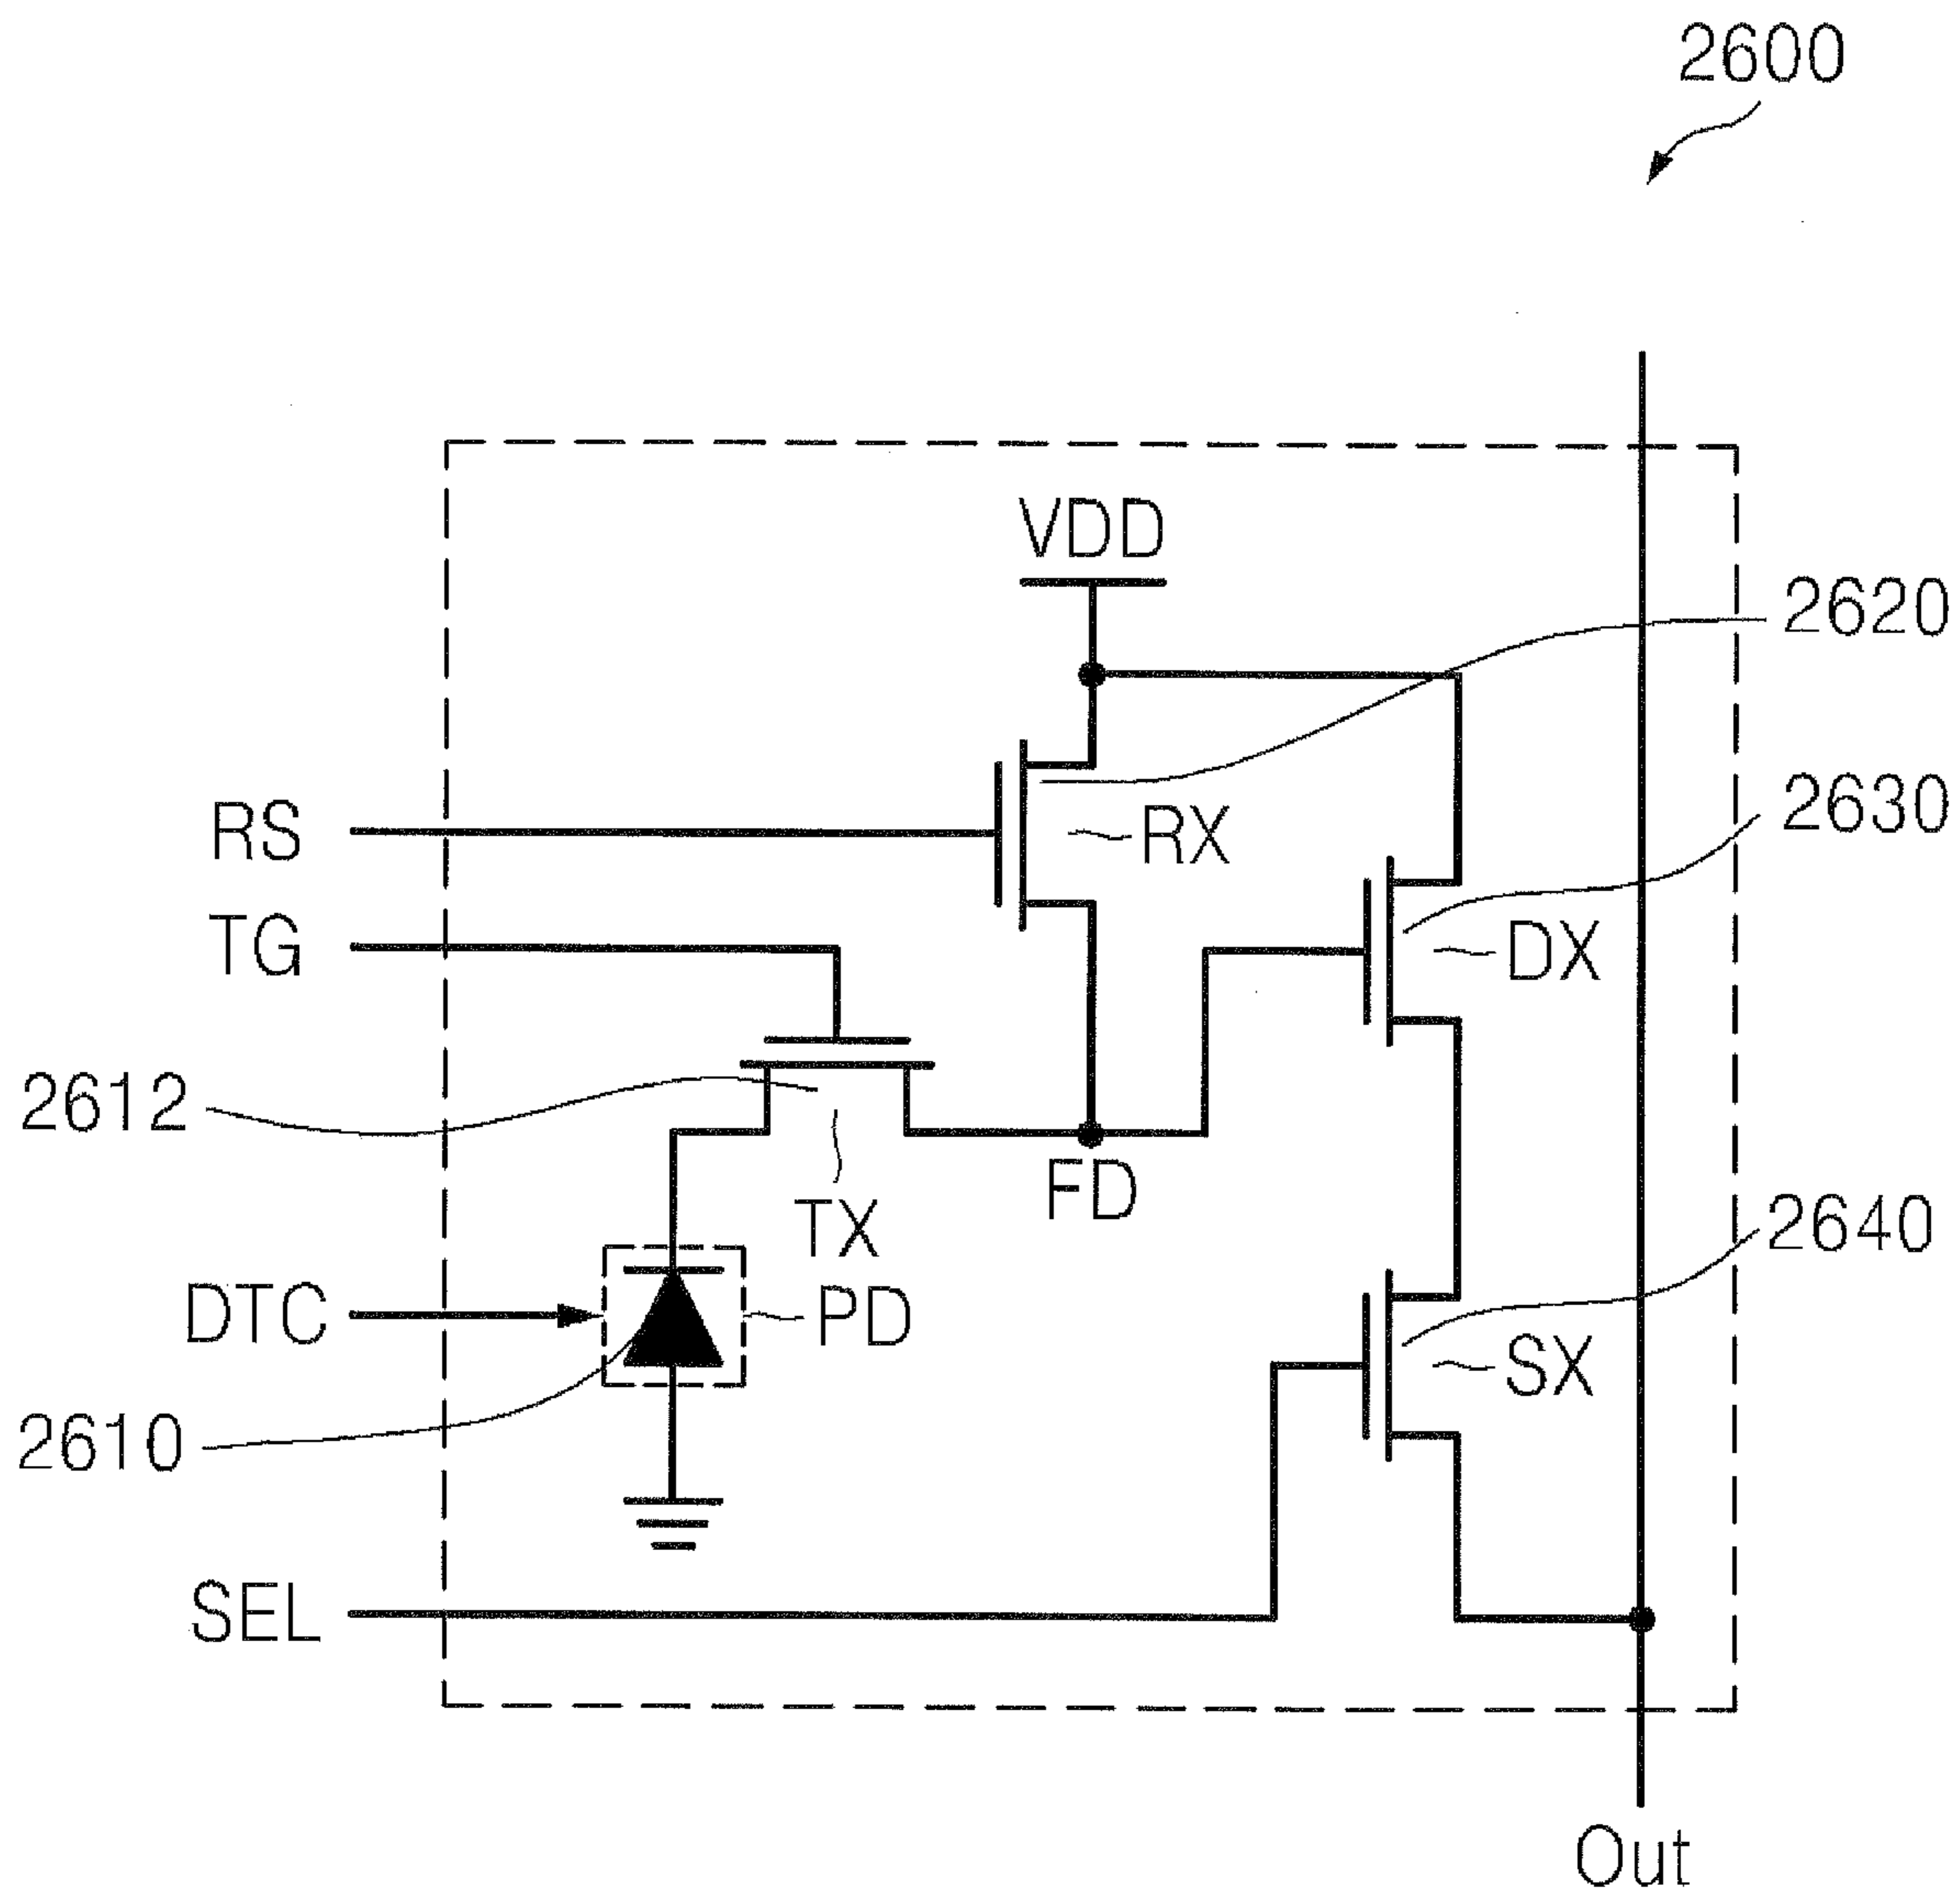 2600
VDD
2620
2630
RS
RX
TG
DX
2612
FD
TX
2640
DTC
PD
SX
2610
SEL
Out